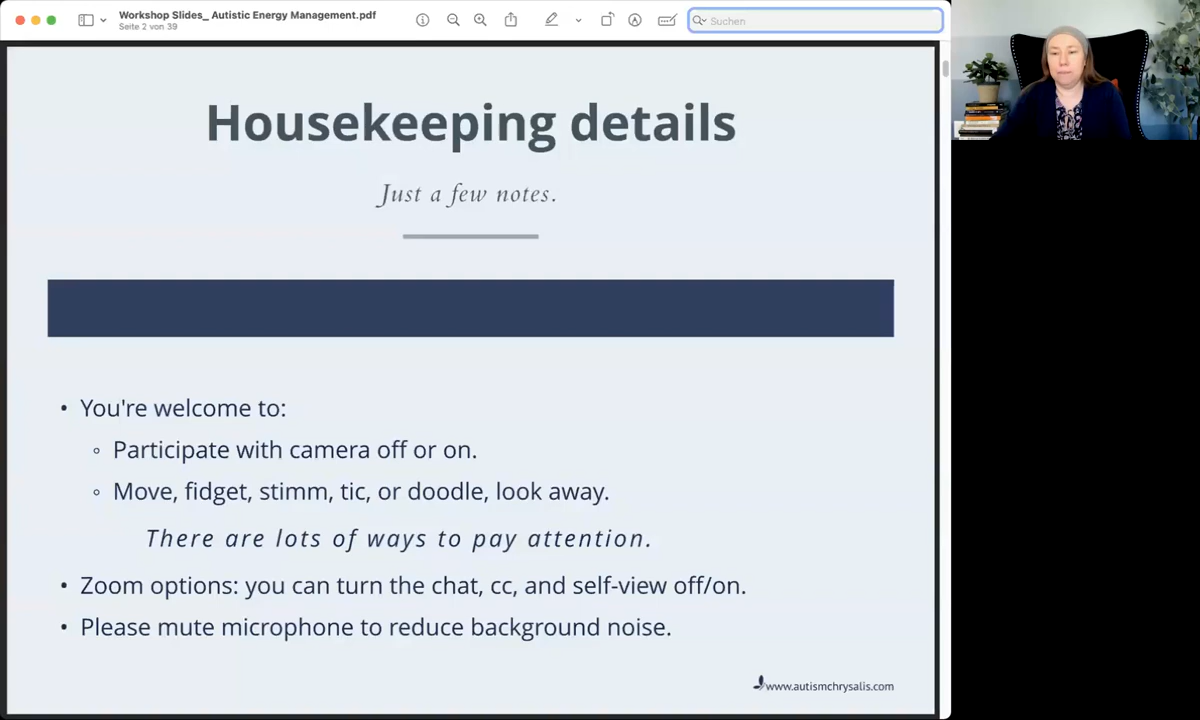 Workshop Slides_ Autistic Energy Management.pdf
Seite 2 von 39
Suchen
Housekeeping details
Just a few notes.
• You're welcome to:
◦ Participate with camera off or on.
◦ Move, fidget, stimm, tic, or doodle, look away.
There are lots of ways to pay attention.
• Zoom options: you can turn the chat, cc, and self-view off/on.
• Please mute microphone to reduce background noise.
www.autismchrysalis.com